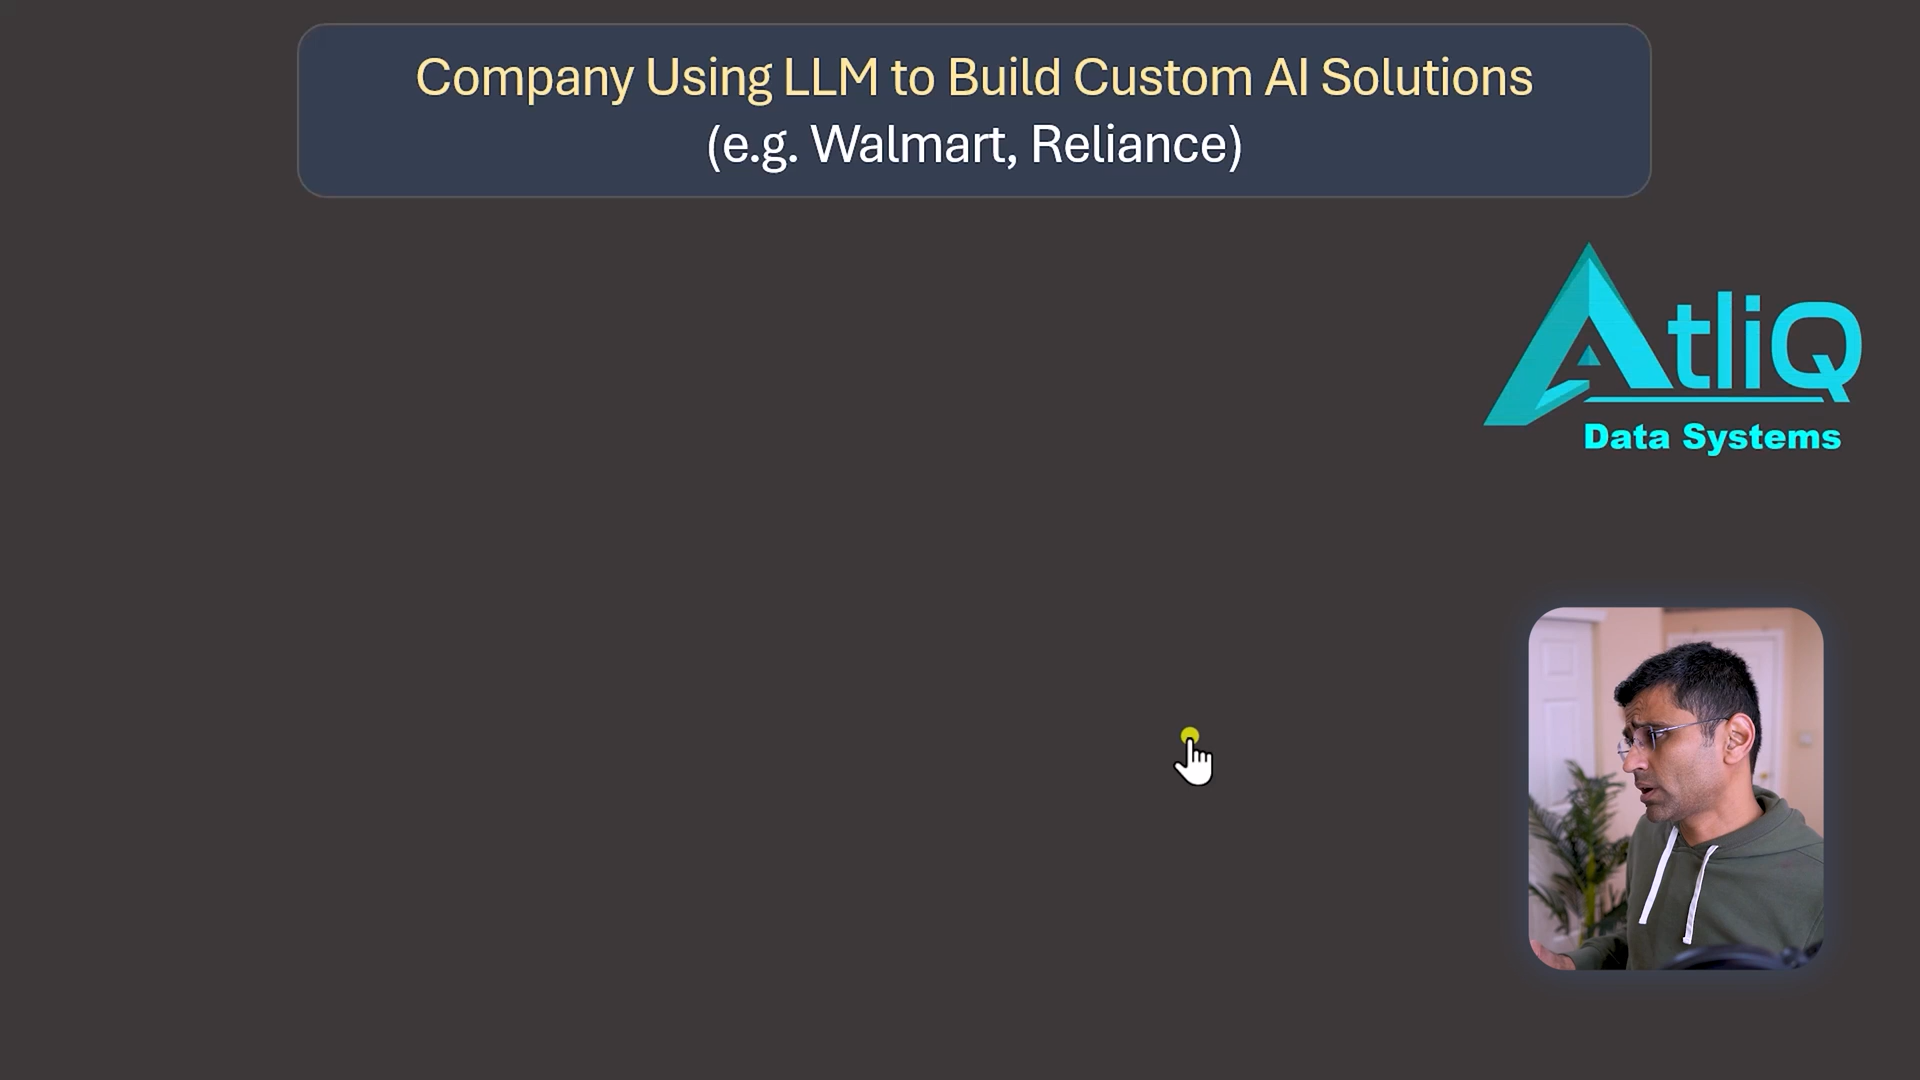 Company Using LLM to Build Custom AI Solutions
(e.g. Walmart, Reliance)
AtliQ
Data Systems